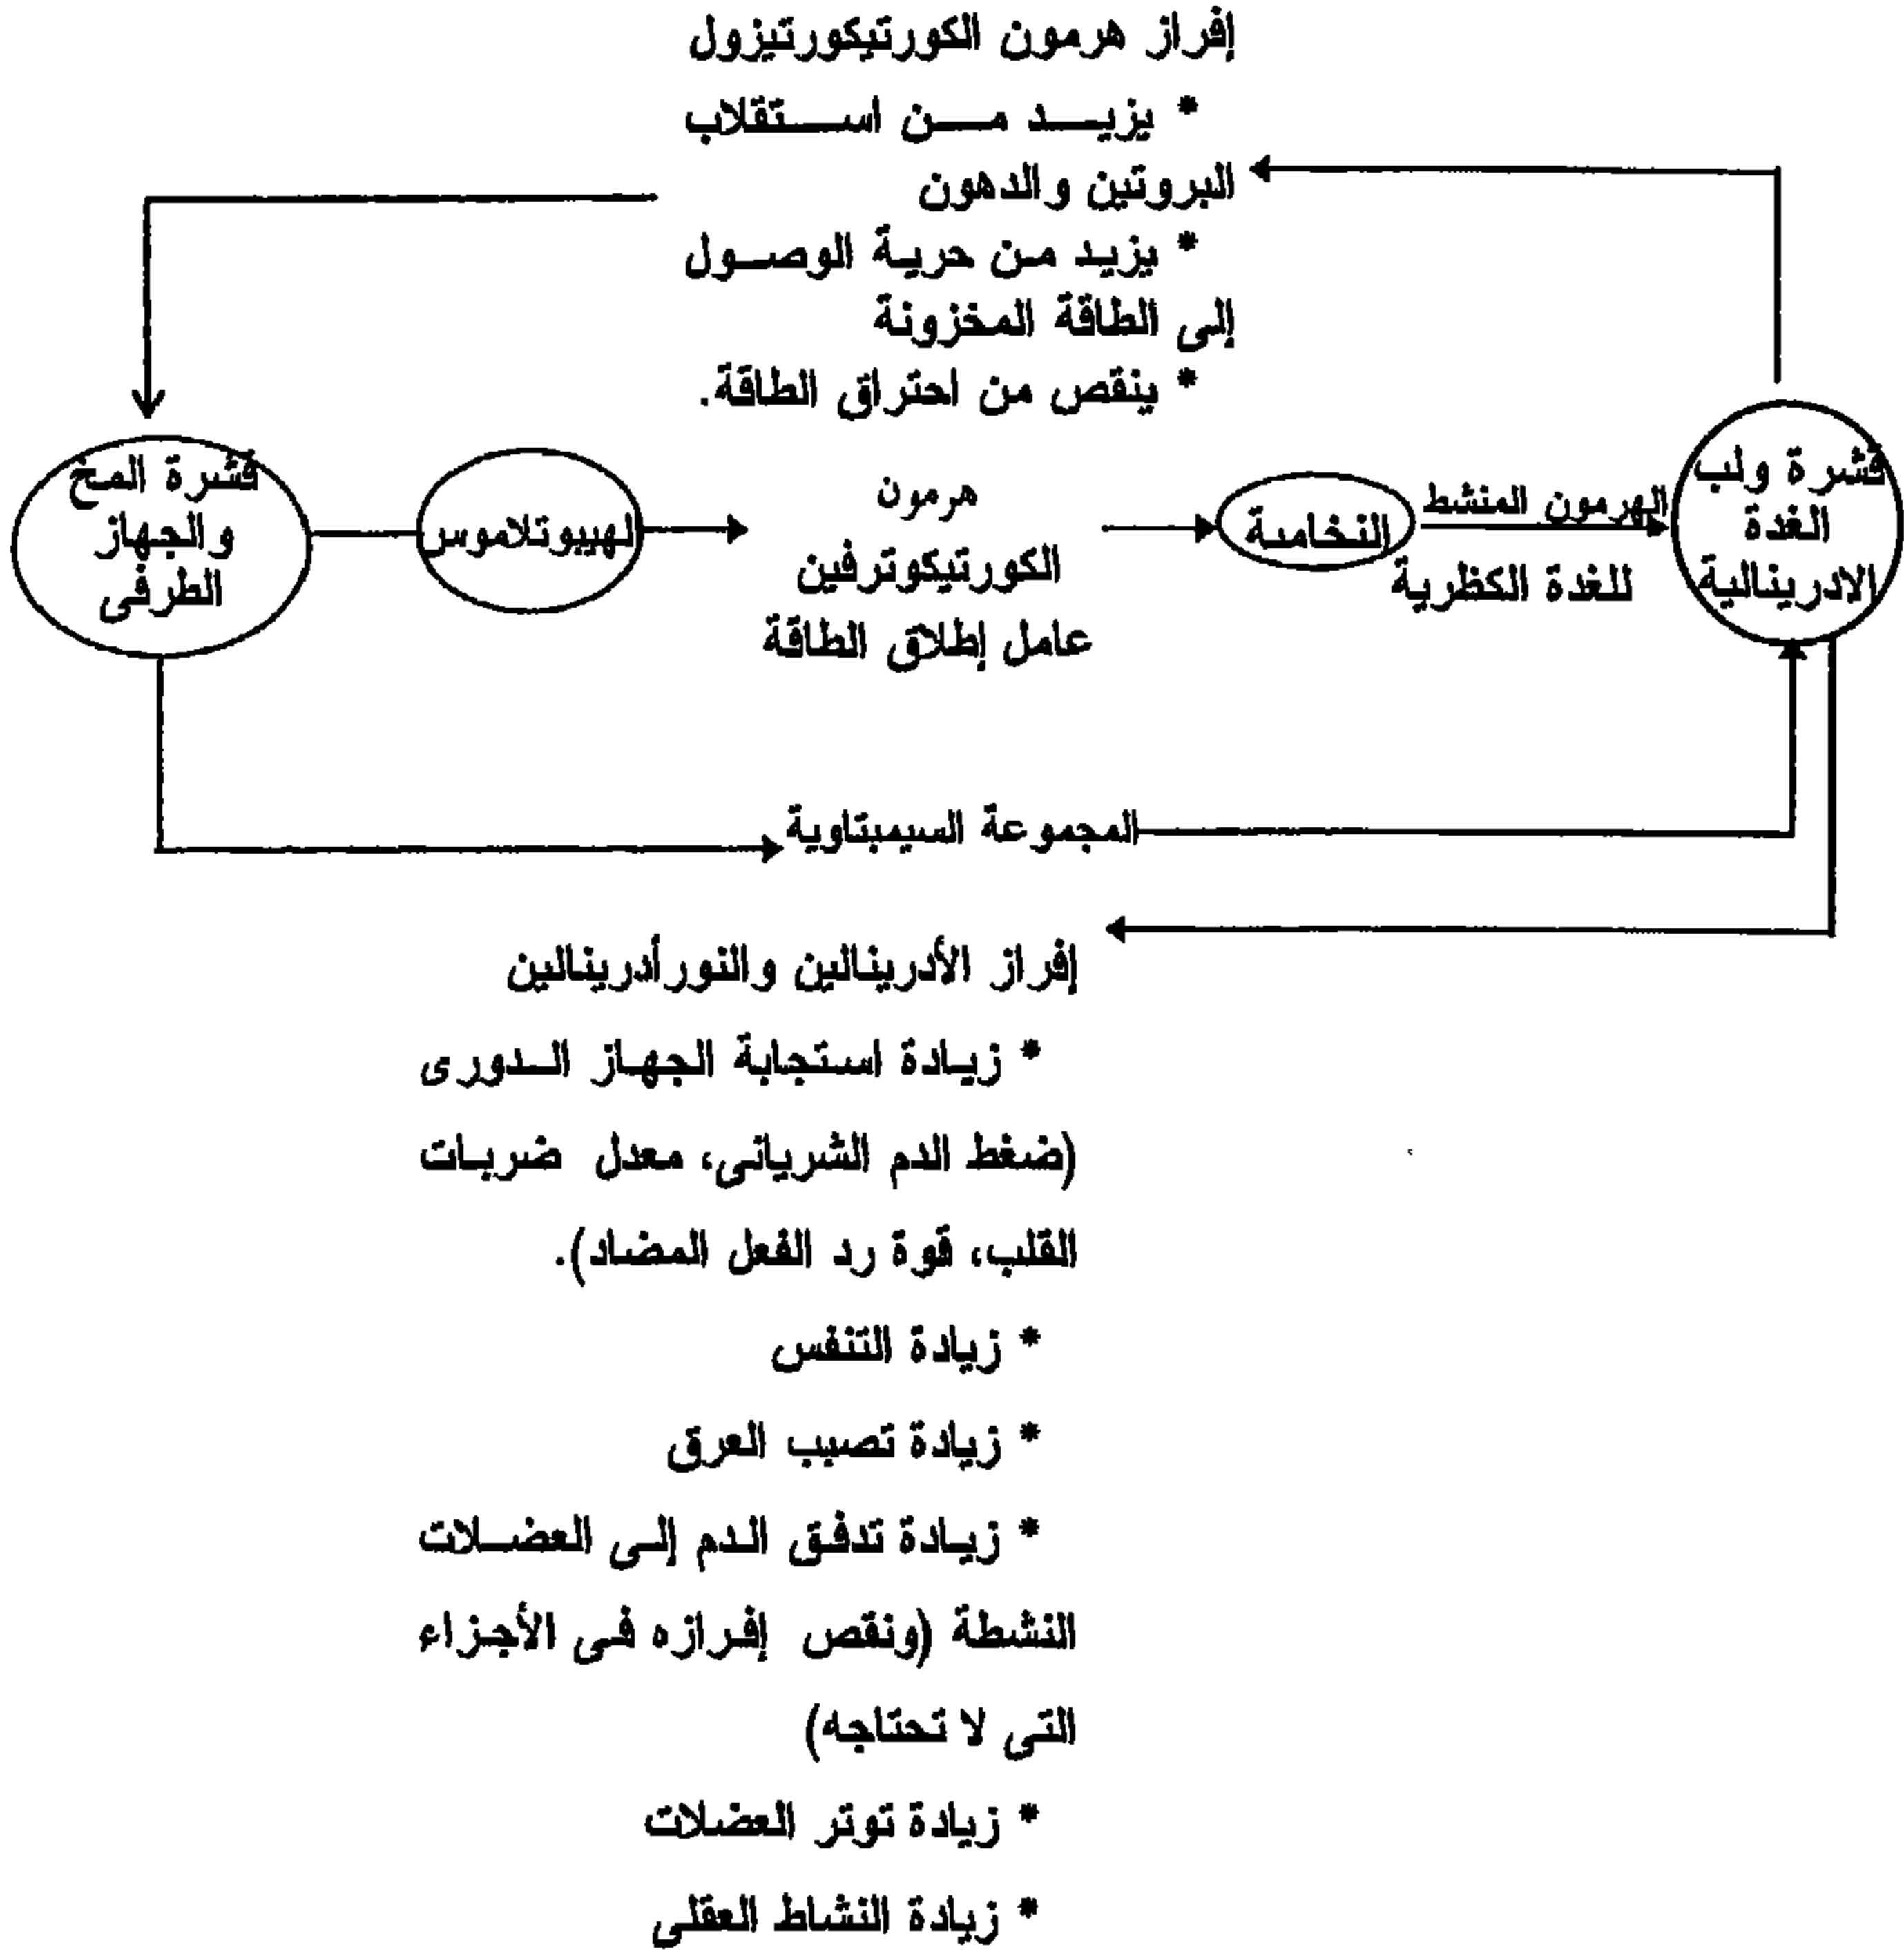 إفراز هرمون الكورتيكورتيزول
* يزيد من استقلاب
البروتين والدهون
* يزيد من حرية الوصول
إلى الطاقة المخزونة
* ينقص من احتراق الطاقة.
قشرة ولب
الغدة
الادرينالية
الهرمون المنشط
للغدة الكظرية
النخامية
هرمون
الكورتيكوترفين
عامل إطلاق الطاقة
الهيبوتلاموس
قشرة المخ
والجهاز
الطرفى
المجموعة السيمبتاوية
إفراز الأدرينالين والنورأدرينالين
* زيادة استجابة الجهاز الدورى
(ضغط الدم الشريانى، معدل ضربات
القلب، قوة رد الفعل المضاد).
* زيادة التنفس
* زيادة تصبب العرق
* زيادة تدفق الدم إلى العضلات
النشطة (ونقص إفرازه فى الأجزاء
التى لا تحتاجه)
* زيادة توتر العضلات
* زيادة النشاط العقلى